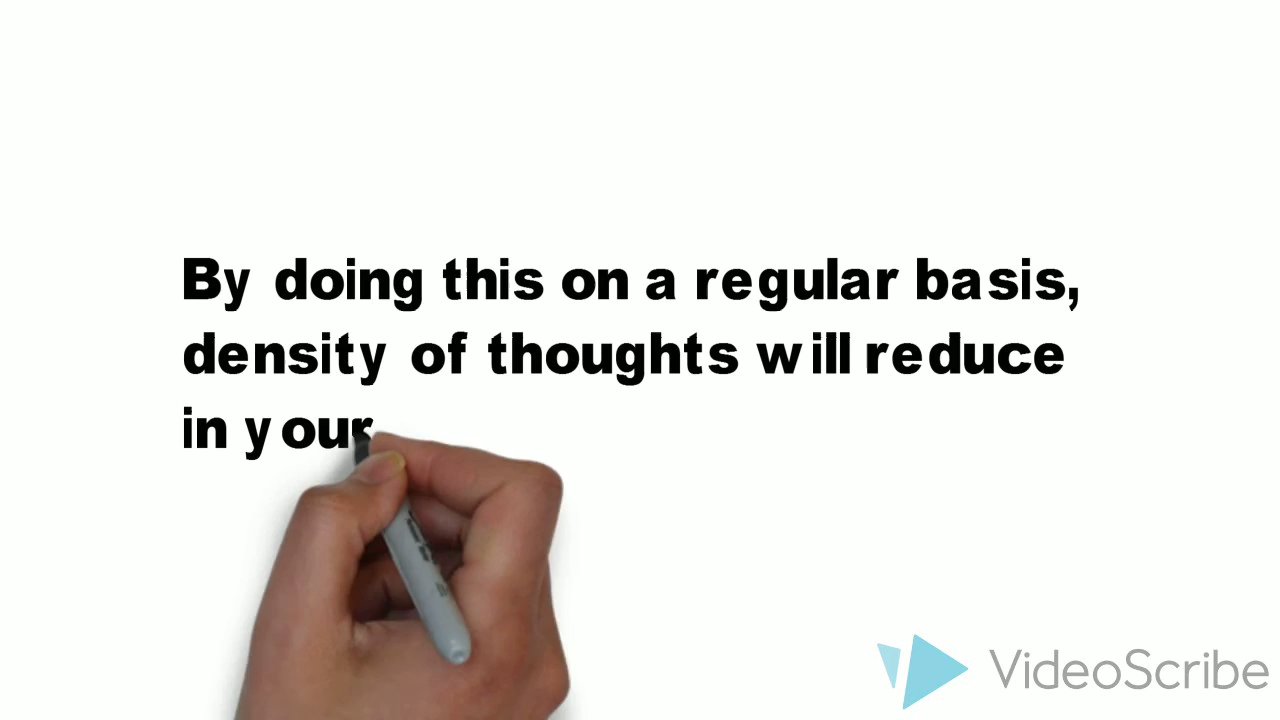 By doing this on a regular basis,
density of thoughts will reduce
in your
VideoScribe